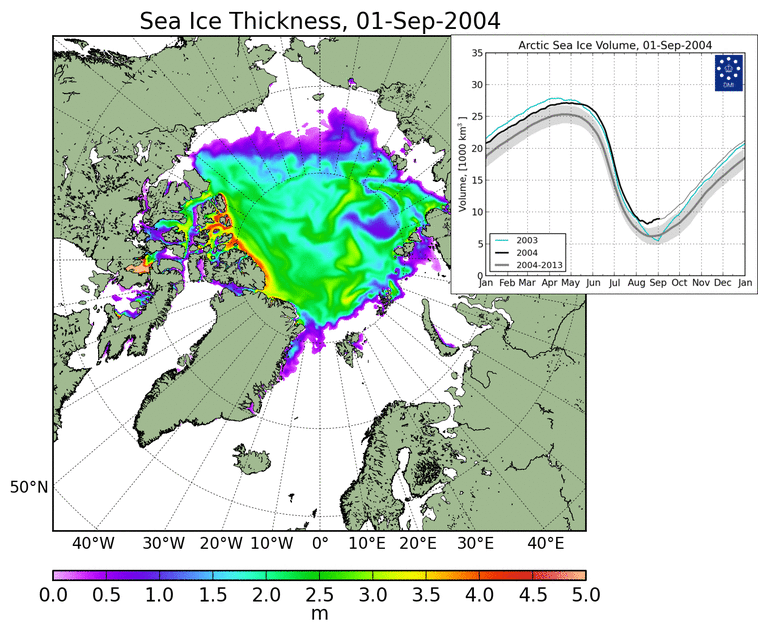 Sea Ice Thickness, 01-Sep-2004
Arctic Sea Ice Volume, 01-Sep-2004
Volume, [1000 km³]
35
30
25
20
15
10
5
0
DMI
2003
2004
2004-2013
Jan Feb Mar Apr May Jun Jul Aug Sep Oct Nov Dec Jan
50°N
40°W 30°W 20°W 10°W 0° 10°E 20°E 30°E 40°E
0.0 0.5 1.0 1.5 2.0 2.5 3.0 3.5 4.0 4.5 5.0
m